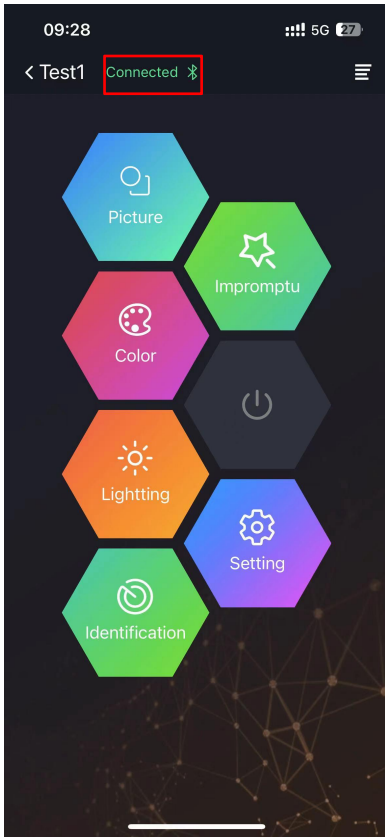 09:28
5G 27
Test1 Connected
Picture
Impromptu
Color
Lightting
Setting
Identification